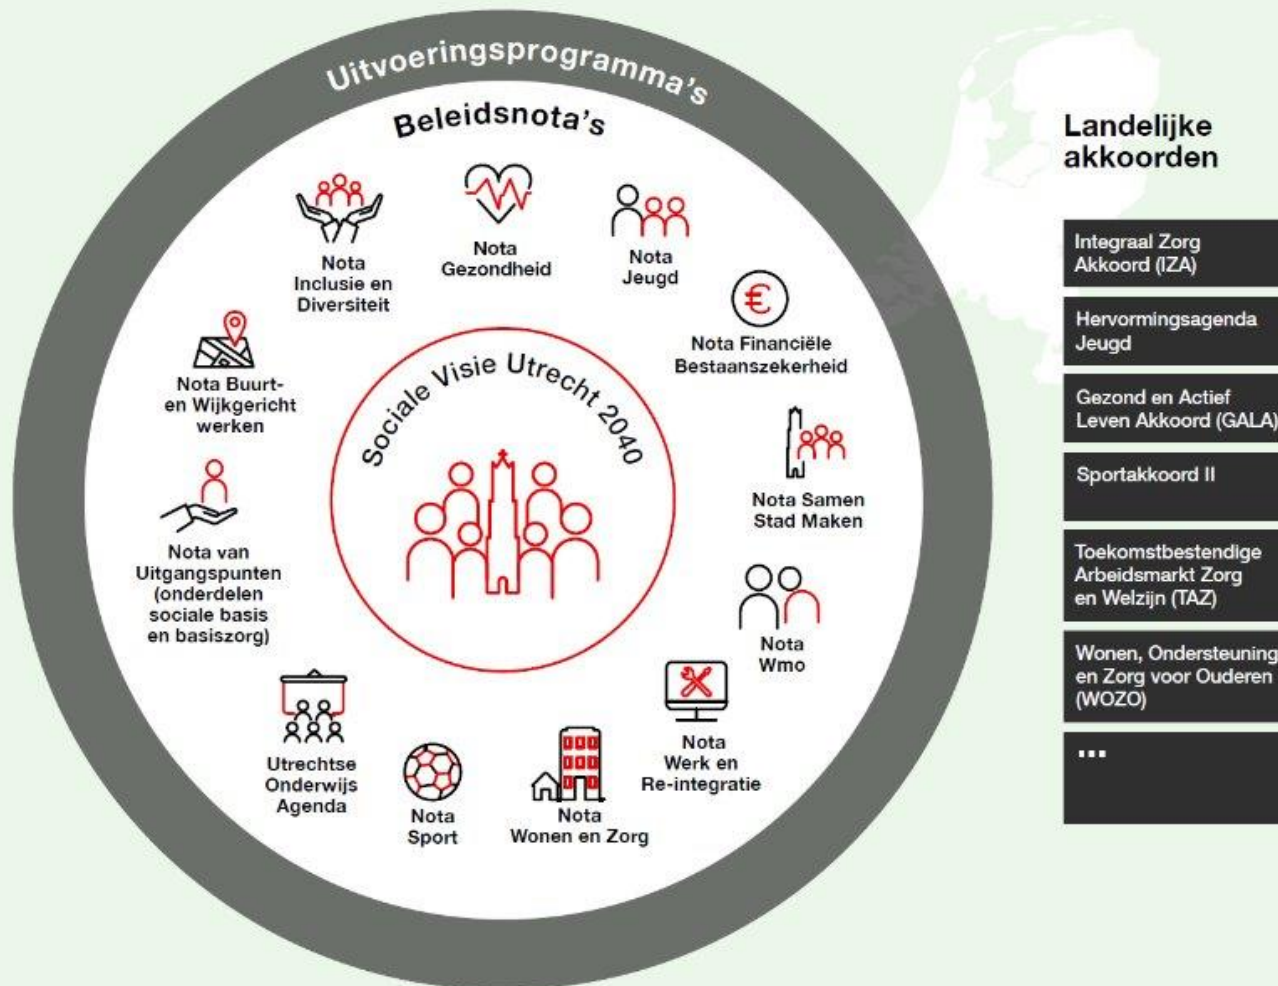 Uitvoeringsprogramma's
Beleidsnota's
Nota
Inclusie en
Diversiteit
Nota
Gezondheid
Nota
Jeugd
€
Nota Financiële
Bestaanszekerheid
Nota Buurt-
en Wijkgericht
werken
Sociale Visie Utrecht 2040
Nota Samen
Stad Maken
Nota van
Uitgangspunten
(onderdelen
sociale basis
en basiszorg)
Nota
Wmo
Nota
Werk en
Re-integratie
Utrechtse
Onderwijs
Agenda
Nota
Sport
Nota
Wonen en Zorg
Landelijke
akkoorden
Integraal Zorg
Akkoord (IZA)
Hervormingsagenda
Jeugd
Gezond en Actief
Leven Akkoord (GALA)
Sportakkoord II
Toekomstbestendige
Arbeidsmarkt Zorg
en Welzijn (TAZ)
Wonen, Ondersteuning
en Zorg voor Ouderen
(WOZO)
...